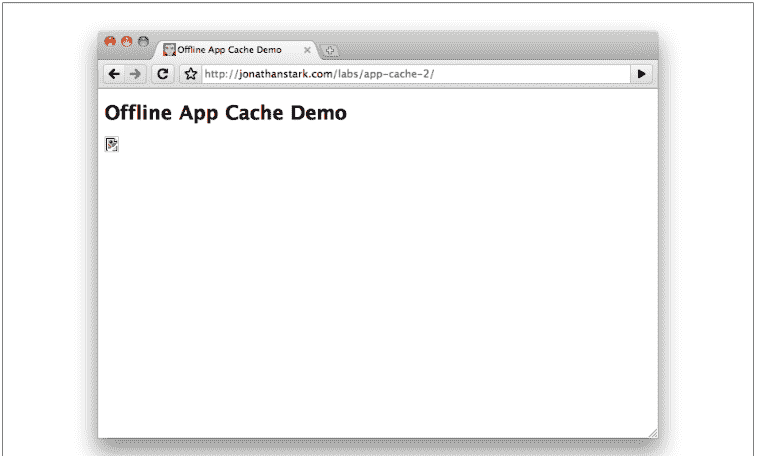 Offline App Cache Demo
http://jonathanstark.com/labs/app-cache-2/
Offline App Cache Demo